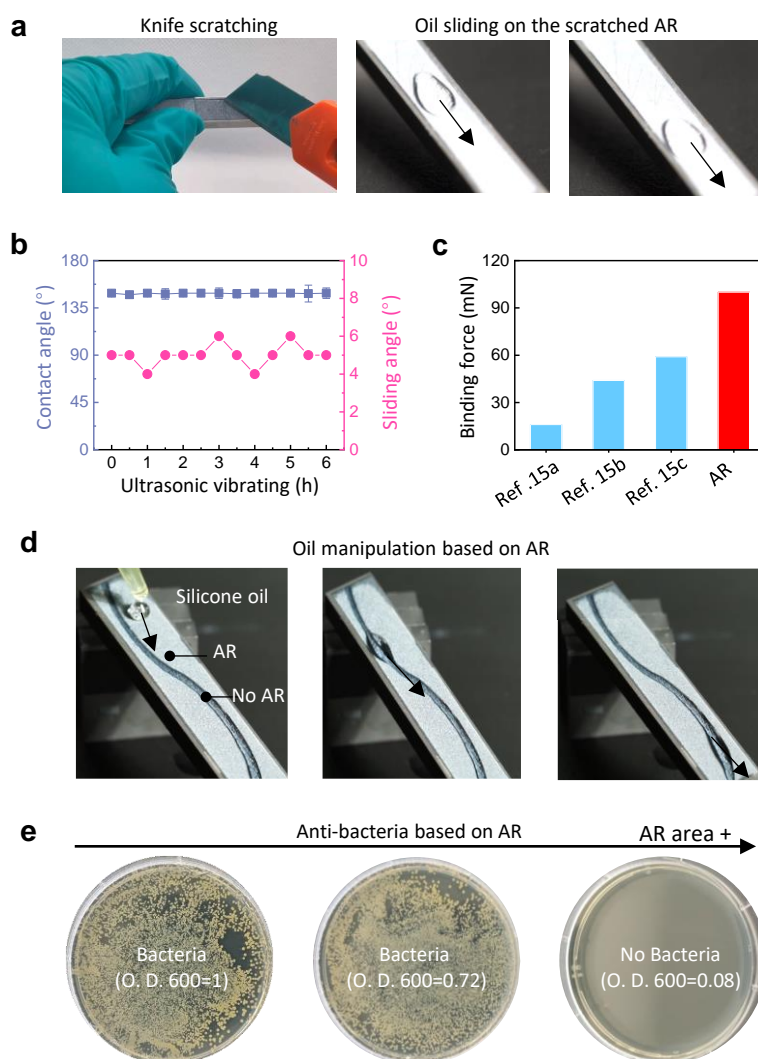 a
Knife scratching
Oil sliding on the scratched AR
b
180
135
90
45
0
Contact angle (°)
10
8
6
4
2
0
Sliding angle (°)
0 1 2 3 4 5 6
Ultrasonic vibrating (h)
c
120
90
60
30
0
Binding force (mN)
Ref .15a
Ref. 15b
Ref. 15c
AR
d
Oil manipulation based on AR
Silicone oil
AR
No AR
e
Anti-bacteria based on AR
AR area +
Bacteria
(O. D. 600=1)
Bacteria
(O. D. 600=0.72)
No Bacteria
(O. D. 600=0.08)